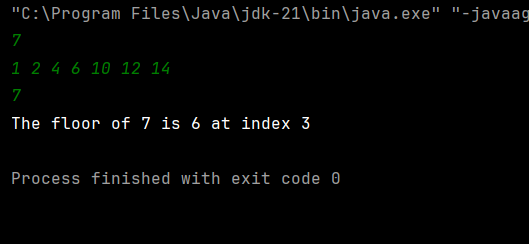 "C:\Program Files\Java\jdk-21\bin\java.exe" "-javaag
7
1 2 4 6 10 12 14
7
The floor of 7 is 6 at index 3
Process finished with exit code 0